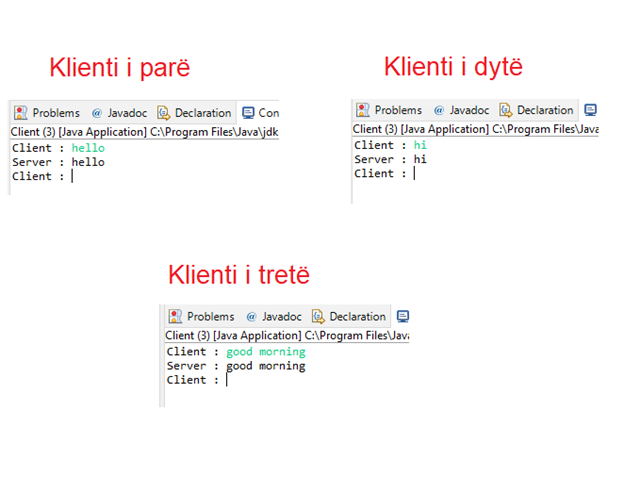 Klienti i parë
Problems @ Javadoc Declaration Con
Client (3) [Java Application] C:\Program Files\Java\jdk
Client : hello
Server : hello
Client :
Klienti i dytë
Problems @ Javadoc Declaration
Client (3) [Java Application] C:\Program Files\Java
Client : hi
Server : hi
Client :
Klienti i tretë
Problems @ Javadoc Declaration
Client (3) [Java Application] C:\Program Files\Java
Client : good morning
Server : good morning
Client :